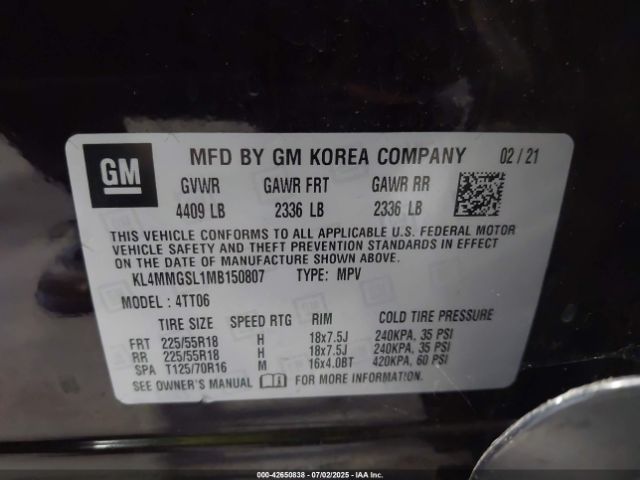 GM
MFD BY GM KOREA COMPANY 02/21
GVWR GAWR FRT GAWR RR
4409 LB 2336 LB 2336 LB
THIS VEHICLE CONFORMS TO ALL APPLICABLE U.S. FEDERAL MOTOR
VEHICLE SAFETY AND THEFT PREVENTION STANDARDS IN EFFECT
ON THE DATE OF MANUFACTURE SHOWN ABOVE.
KL4MMGSL1MB150807 TYPE: MPV
MODEL: 4TT06
TIRE SIZE SPEED RTG RIM COLD TIRE PRESSURE
FRT 225/55R18 H 18x7.5J 240KPA, 35 PSI
RR 225/55R18 H 18x7.5J 240KPA, 35 PSI
SPA T125/70R16 M 16x4.0BT 420KPA, 60 PSI
SEE OWNER'S MANUAL FOR MORE INFORMATION.
000-42650838 - 07/02/2025 - IAAI.com